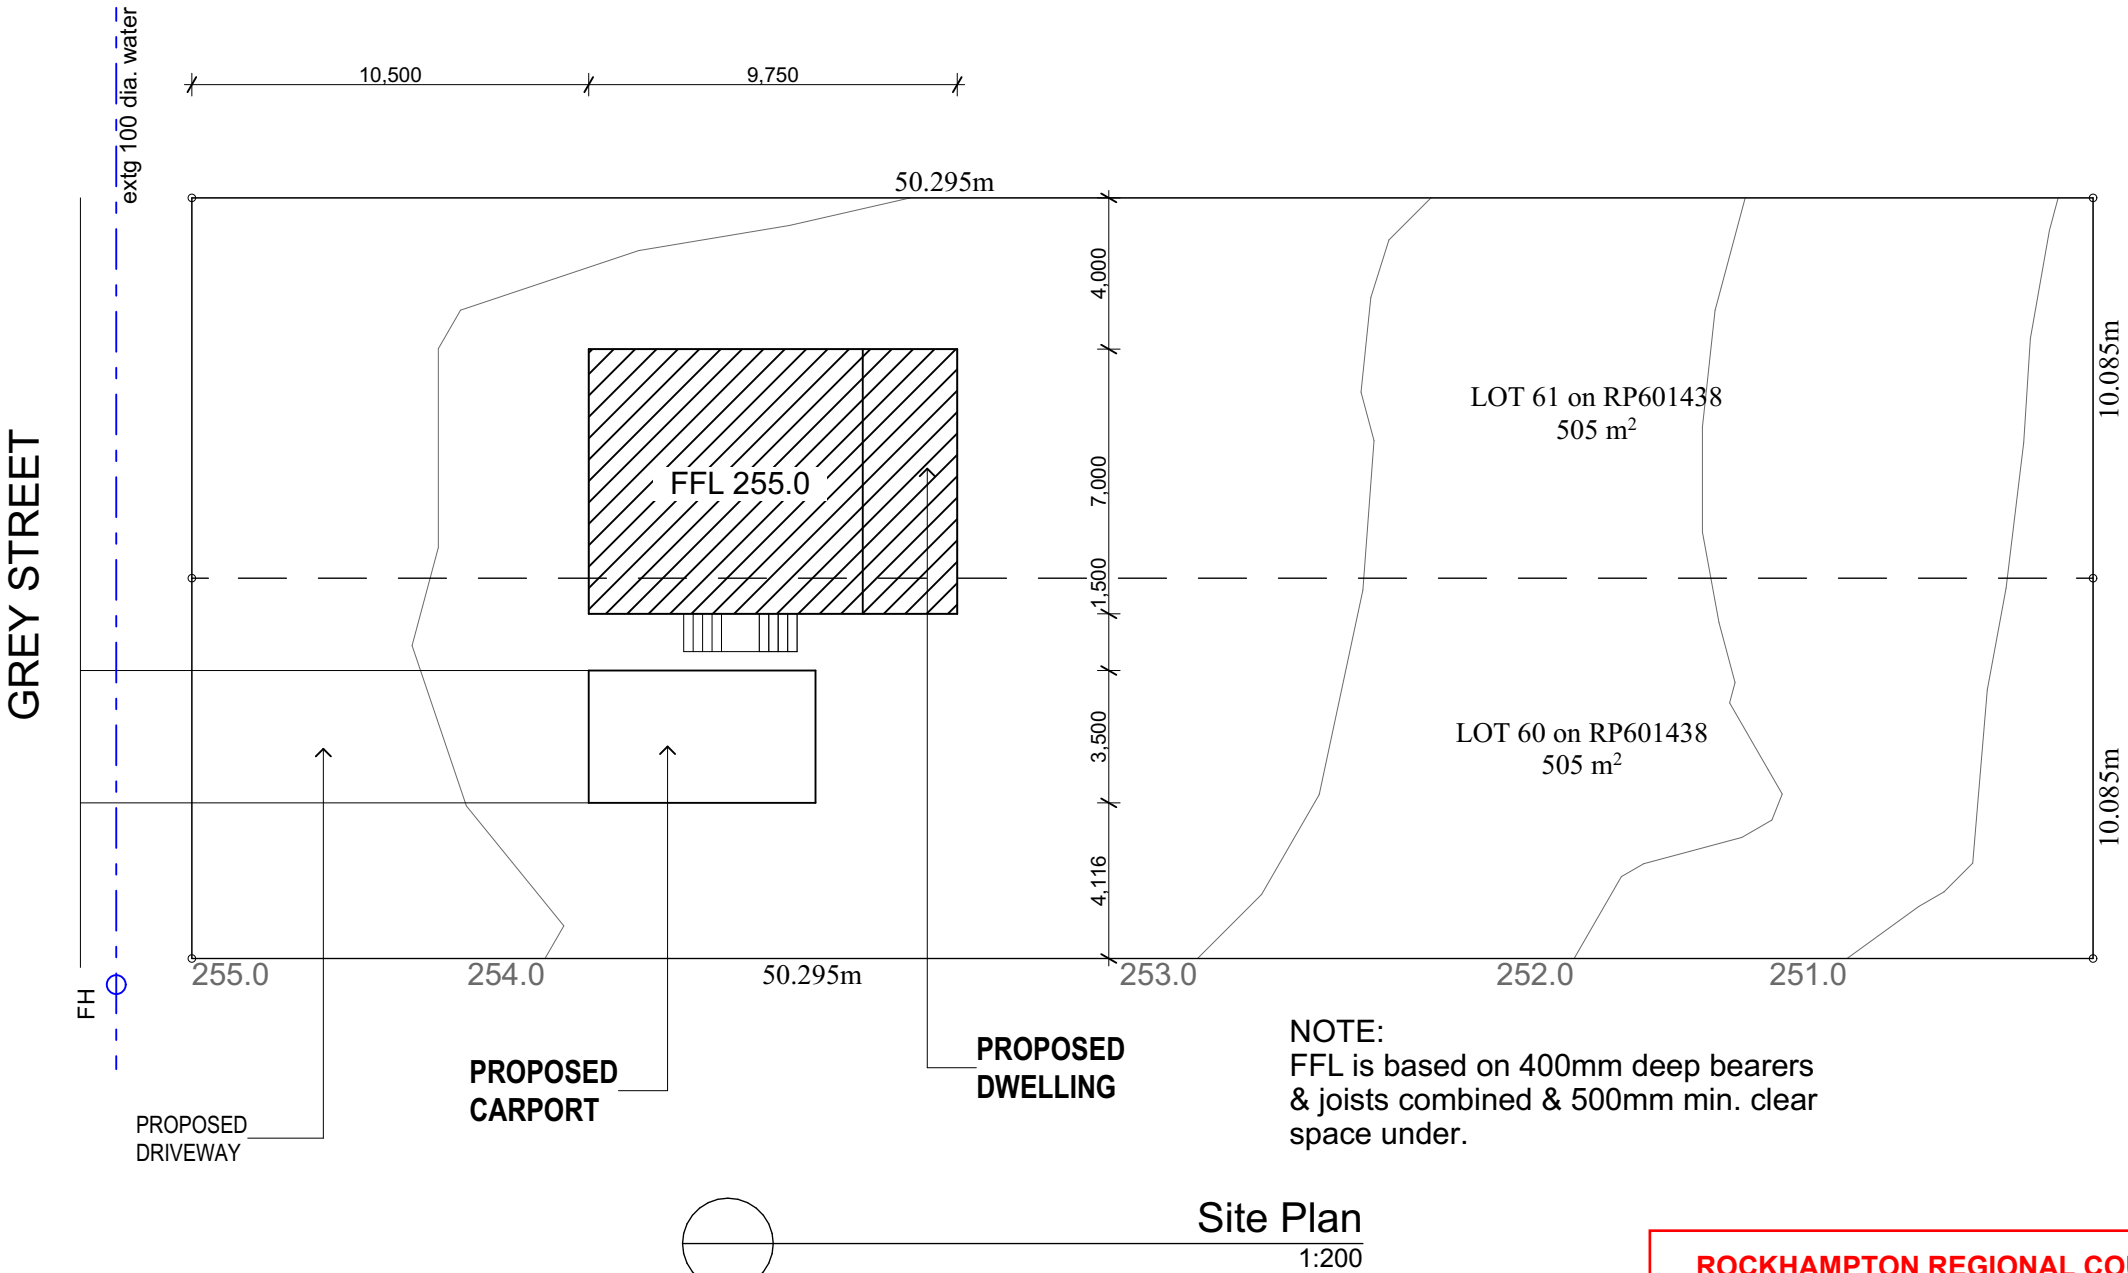 extg 100 dia. water
10,500
9,750
50.295m
4,000
10.085m
LOT 61 on RP601438
505 m²
GREY STREET
FFL 255.0
7,000
1,500
LOT 60 on RP601438
505 m²
3,500
10.085m
4,116
255.0
254.0
50.295m
253.0
252.0
251.0
FH
NOTE:
FFL is based on 400mm deep bearers
& joists combined & 500mm min. clear
space under.
PROPOSED
DWELLING
PROPOSED
CARPORT
PROPOSED
DRIVEWAY
Site Plan
1:200
ROCKHAMPTON REGIONAL